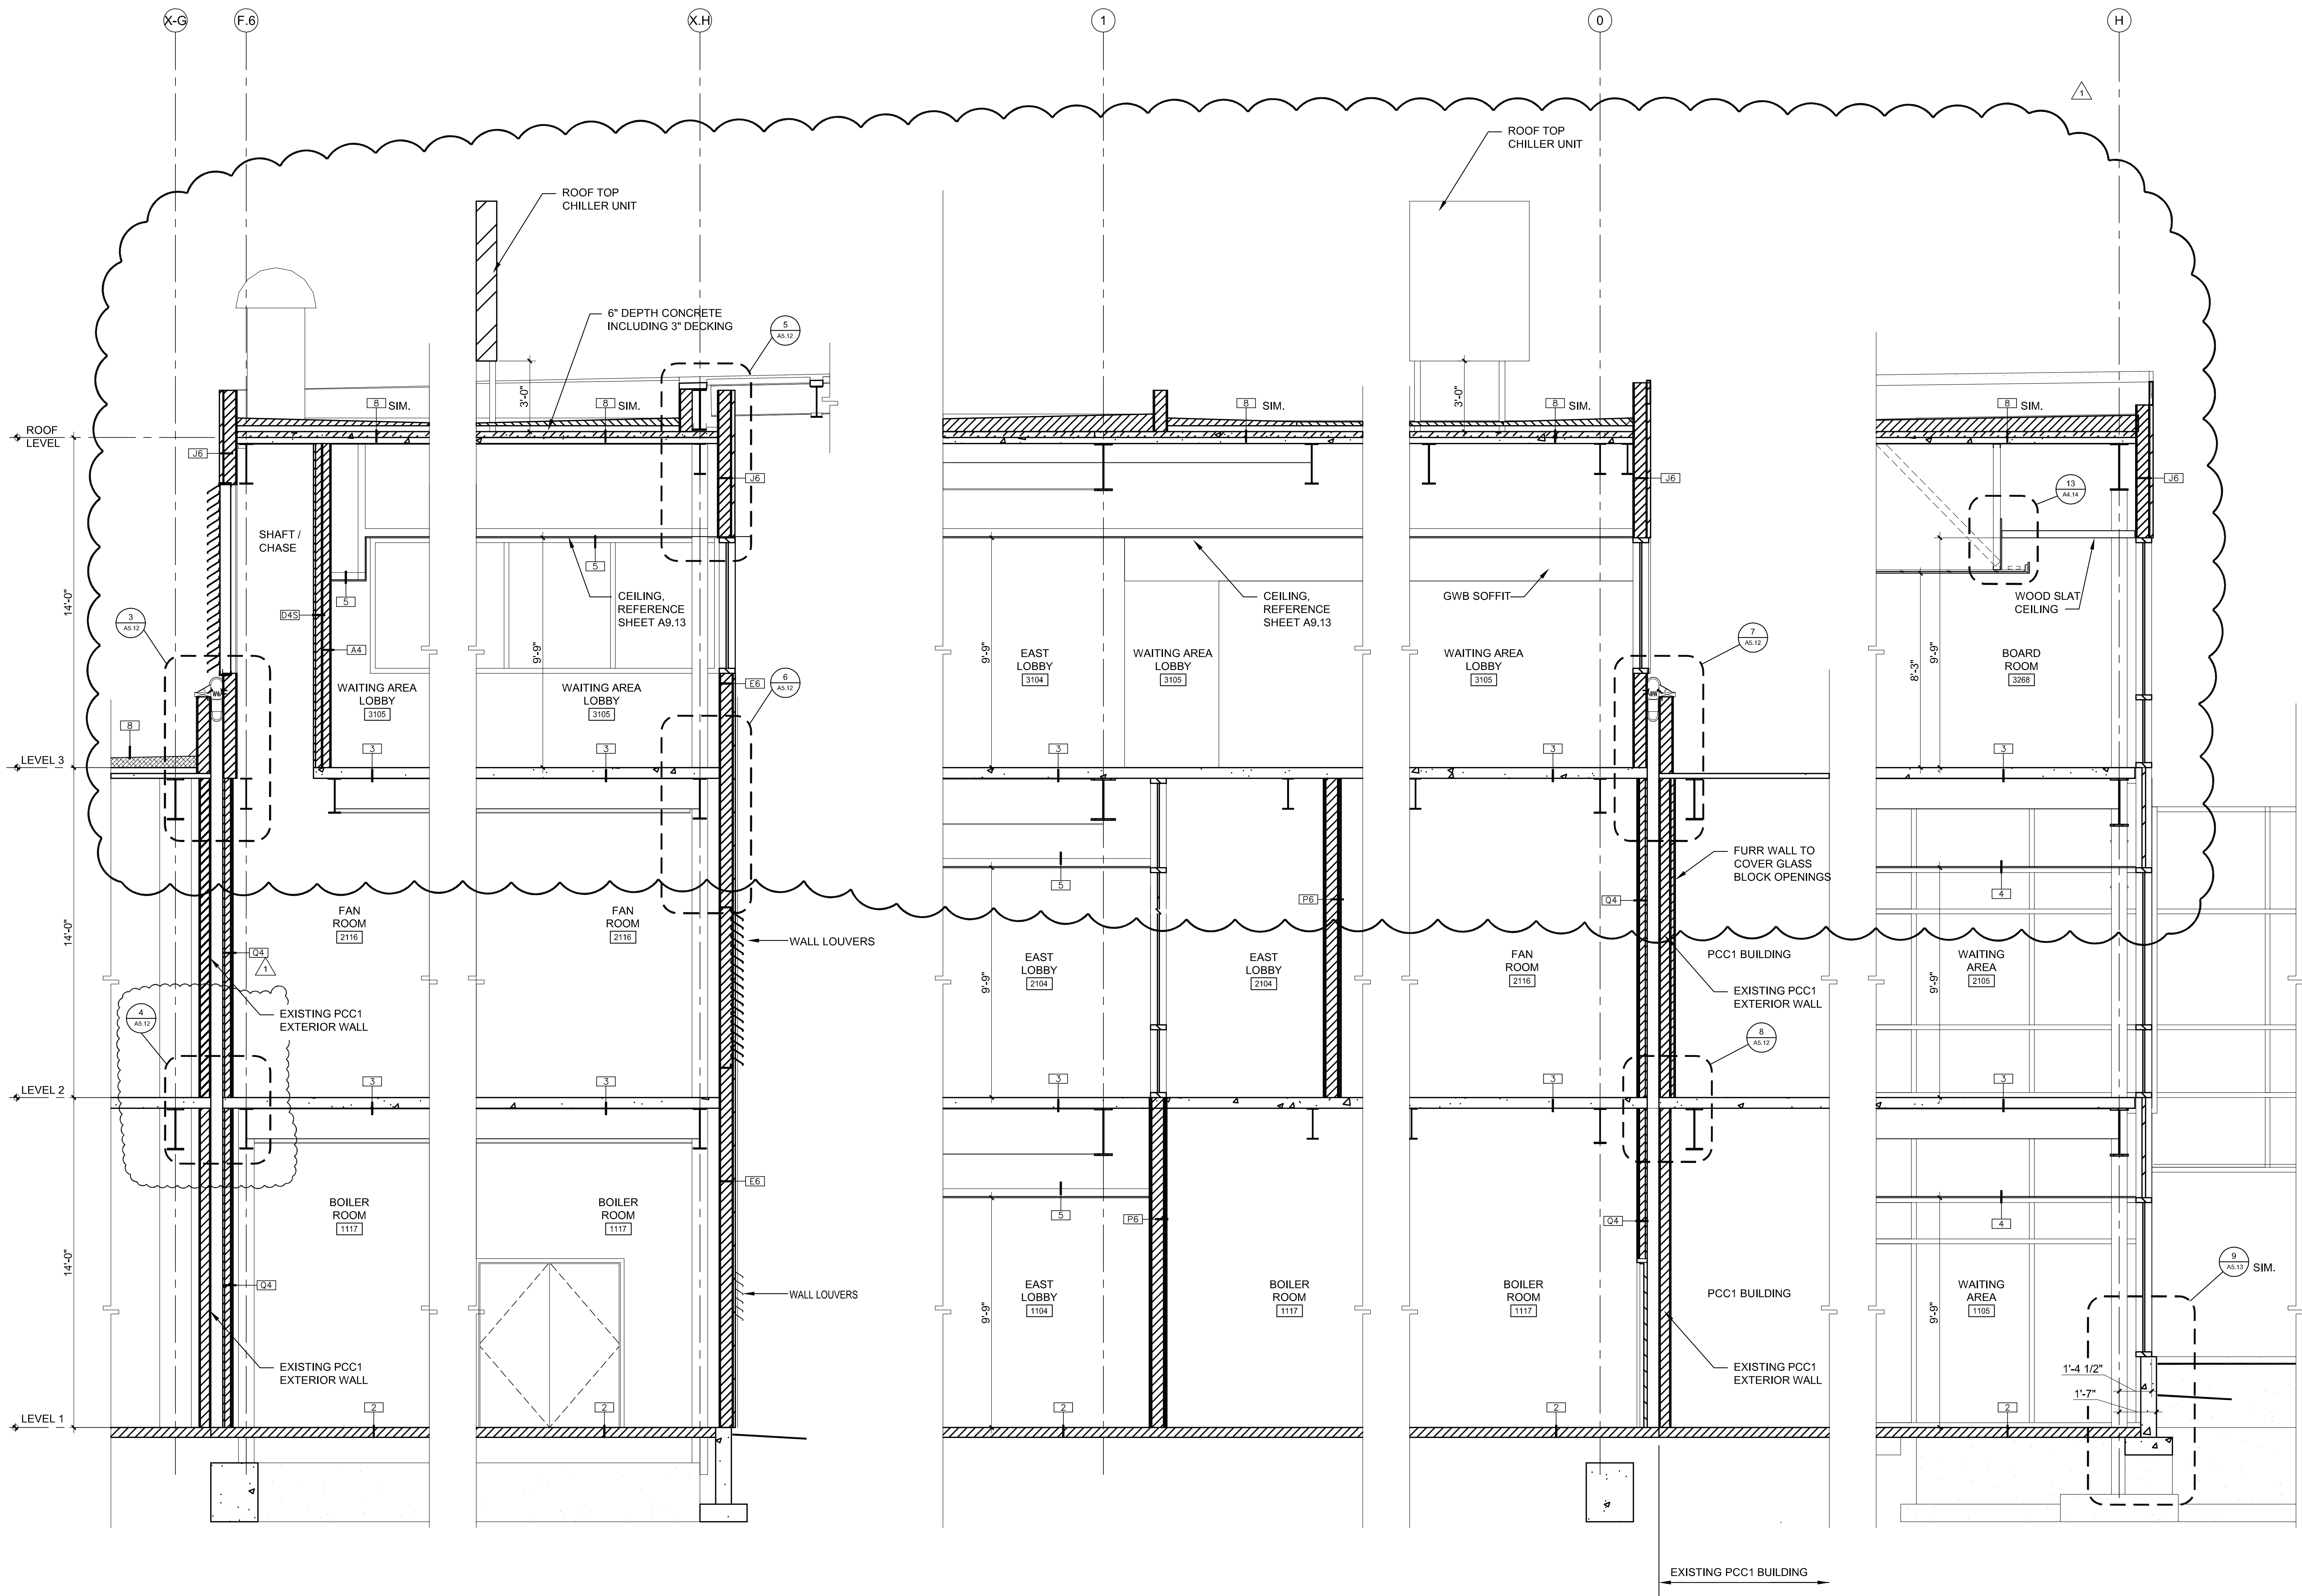 X-G
F.6
X.H
1
0
H
1
ROOF TOP
CHILLER UNIT
ROOF TOP
CHILLER UNIT
6" DEPTH CONCRETE
INCLUDING 3" DECKING
5
A5.12
3'-0"
3'-0"
8 SIM.
8 SIM.
8 SIM.
8 SIM.
8 SIM.
ROOF
LEVEL
J6
J6
J6
J6
13
A4.14
SHAFT /
CHASE
5
5
14'-0"
D4S
A4
3
A5.12
CEILING,
REFERENCE
SHEET A9.13
9'-9"
CEILING,
REFERENCE
SHEET A9.13
GWB SOFFIT
WOOD SLAT
CEILING
7
A5.12
9'-9"
8'-3"
9'-9"
WAITING AREA
LOBBY
3105
WAITING AREA
LOBBY
3105
E6
6
A5.12
EAST
LOBBY
3104
WAITING AREA
LOBBY
3105
WAITING AREA
LOBBY
3105
BOARD
ROOM
3268
8
3
3
3
3
3
LEVEL 3
FURR WALL TO
COVER GLASS
BLOCK OPENINGS
5
4
P6
Q4
14'-0"
FAN
ROOM
2116
FAN
ROOM
2116
WALL LOUVERS
Q4
1
9'-9"
EAST
LOBBY
2104
EAST
LOBBY
2104
FAN
ROOM
2116
PCC1 BUILDING
9'-9"
WAITING
AREA
2105
4
A5.12
EXISTING PCC1
EXTERIOR WALL
EXISTING PCC1
EXTERIOR WALL
8
A5.12
3
3
3
3
3
LEVEL 2
E6
5
4
P6
Q4
BOILER
ROOM
1117
BOILER
ROOM
1117
14'-0"
Q4
WALL LOUVERS
9'-9"
EAST
LOBBY
1104
BOILER
ROOM
1117
BOILER
ROOM
1117
PCC1 BUILDING
9'-9"
WAITING
AREA
1105
9
A5.13 SIM.
EXISTING PCC1
EXTERIOR WALL
EXISTING PCC1
EXTERIOR WALL
1'-4 1/2"
1'-7"
2
2
2
2
2
LEVEL 1
EXISTING PCC1 BUILDING